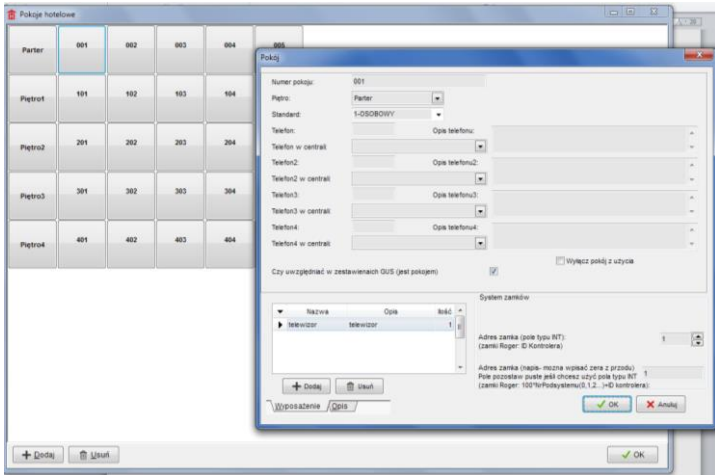 Pokoje hotelowe
Parter 001 002 003 004 005
Piętro1 101 102 103 104
Piętro2 201 202 203 204
Piętro3 301 302 303 304
Piętro4 401 402 403 404
Dodaj Usuń OK
Pokój
Numer pokoju: 001
Piętro: Parter
Standard: 1-OSOBOWY
Telefon: Opis telefonu:
Telefon w centrali:
Telefon2: Opis telefonu2:
Telefon2 w centrali:
Telefon3: Opis telefonu3:
Telefon3 w centrali:
Telefon4: Opis telefonu4:
Telefon4 w centrali:
Wyłącz pokój z użycia
Czy uwzględniać w zestawieniach GUS (jest pokojem)
Nazwa Opis Ilość
telewizor telewizor 1
Dodaj Usuń
Wyposażenie Opis
System zamków
Adres zamka (pole typu INT): 1
(zamki Roger: ID Kontrolera)
Adres zamka (napis- mozna wpisać zera z przodu)
Pole pozostaw puste jeśli chcesz użyć pola typu INT 1
(zamki Roger: 100*NrPodsystemu(0,1,2...)+ID kontrolera):
OK Anuluj